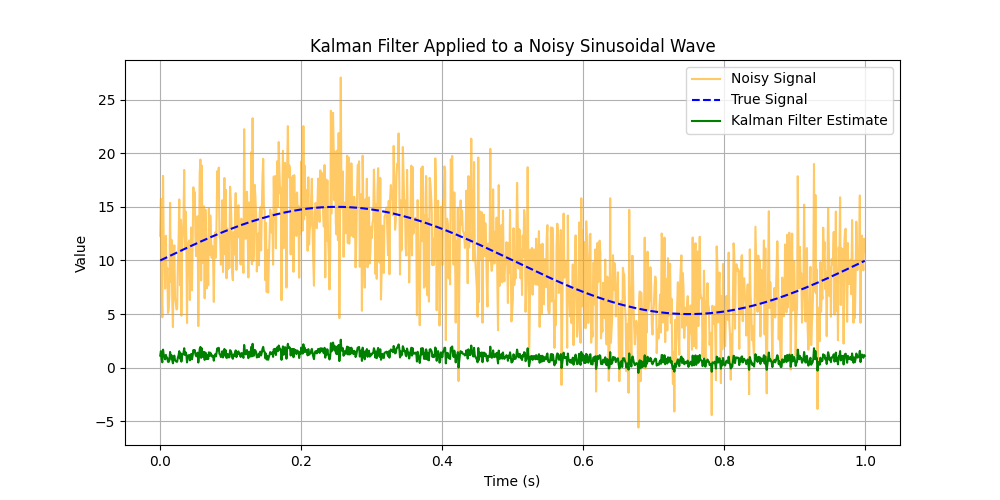 Kalman Filter Applied to a Noisy Sinusoidal Wave
Noisy Signal
True Signal
Kalman Filter Estimate
25
20
15
10
5
0
−5
Value
0.0 0.2 0.4 0.6 0.8 1.0
Time (s)